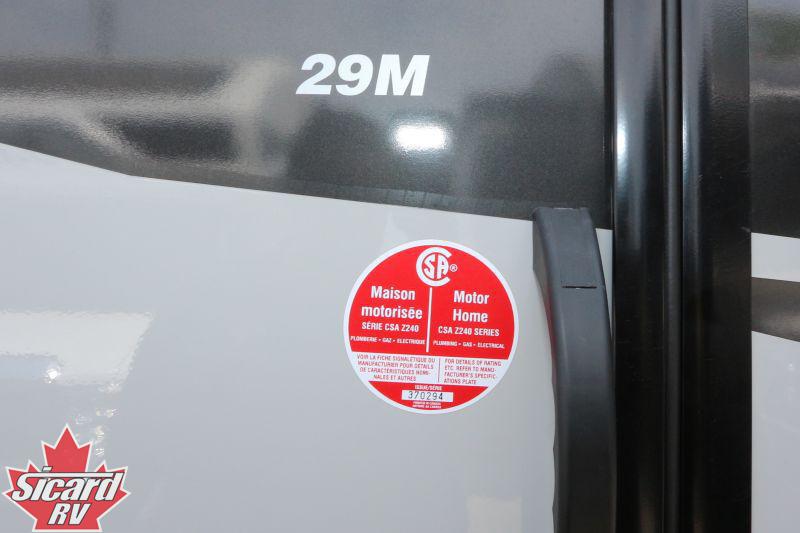 29M
CSA®
Maison
motorisée
SÉRIE CSA Z240
PLOMBERIE - GAZ - ELECTRIQUE
Motor
Home
CSA Z240 SERIES
PLUMBING - GAS - ELECTRICAL
VOIR LA FICHE SIGNALETIQUE DU
MANUFACTURIER POUR DÉTAILS
DE CARACTÉRISTIQUES NOMI-
NALES ET AUTRES
FOR DETAILS OF RATING
ETC. REFER TO MANU-
FACTURER'S SPECIFIC-
ATIONS PLATE
ISSUE/SÉRIE
370294
Sicard
RV